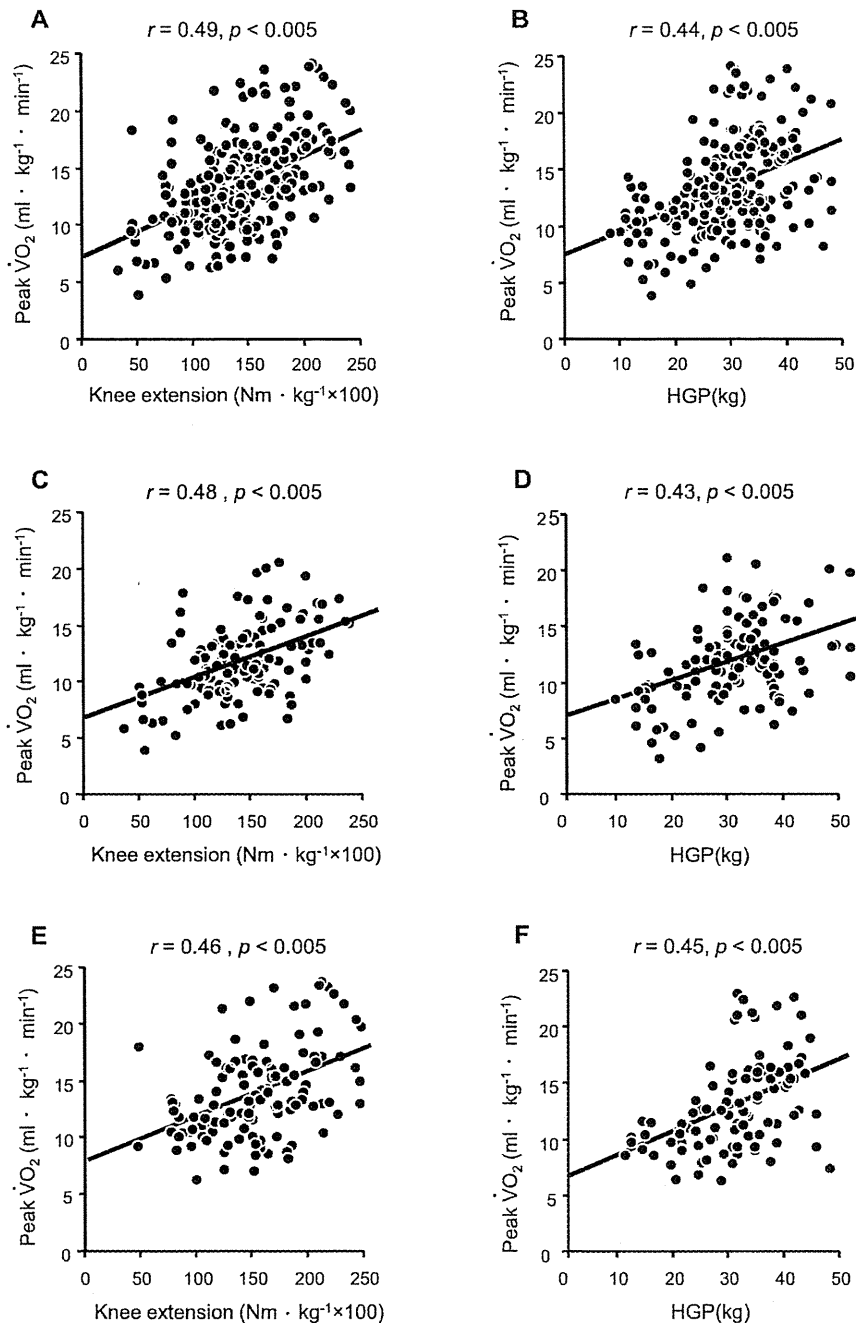 A
r = 0.49, p < 0.005
25
20
15
10
5
0
Peak V̇O₂ (ml · kg⁻¹ · min⁻¹)
0 50 100 150 200 250
Knee extension (Nm · kg⁻¹×100)
B
r = 0.44, p < 0.005
25
20
15
10
5
0
Peak V̇O₂ (ml · kg⁻¹ · min⁻¹)
0 10 20 30 40 50
HGP(kg)
C
r = 0.48 , p < 0.005
25
20
15
10
5
0
Peak V̇O₂ (ml · kg⁻¹ · min⁻¹)
0 50 100 150 200 250
Knee extension (Nm · kg⁻¹×100)
D
r = 0.43, p < 0.005
25
20
15
10
5
0
Peak V̇O₂ (ml · kg⁻¹ · min⁻¹)
0 10 20 30 40 50
HGP(kg)
E
r = 0.46 , p < 0.005
25
20
15
10
5
0
Peak V̇O₂ (ml · kg⁻¹ · min⁻¹)
0 50 100 150 200 250
Knee extension (Nm · kg⁻¹×100)
F
r = 0.45, p < 0.005
25
20
15
10
5
0
Peak V̇O₂ (ml · kg⁻¹ · min⁻¹)
0 10 20 30 40 50
HGP(kg)